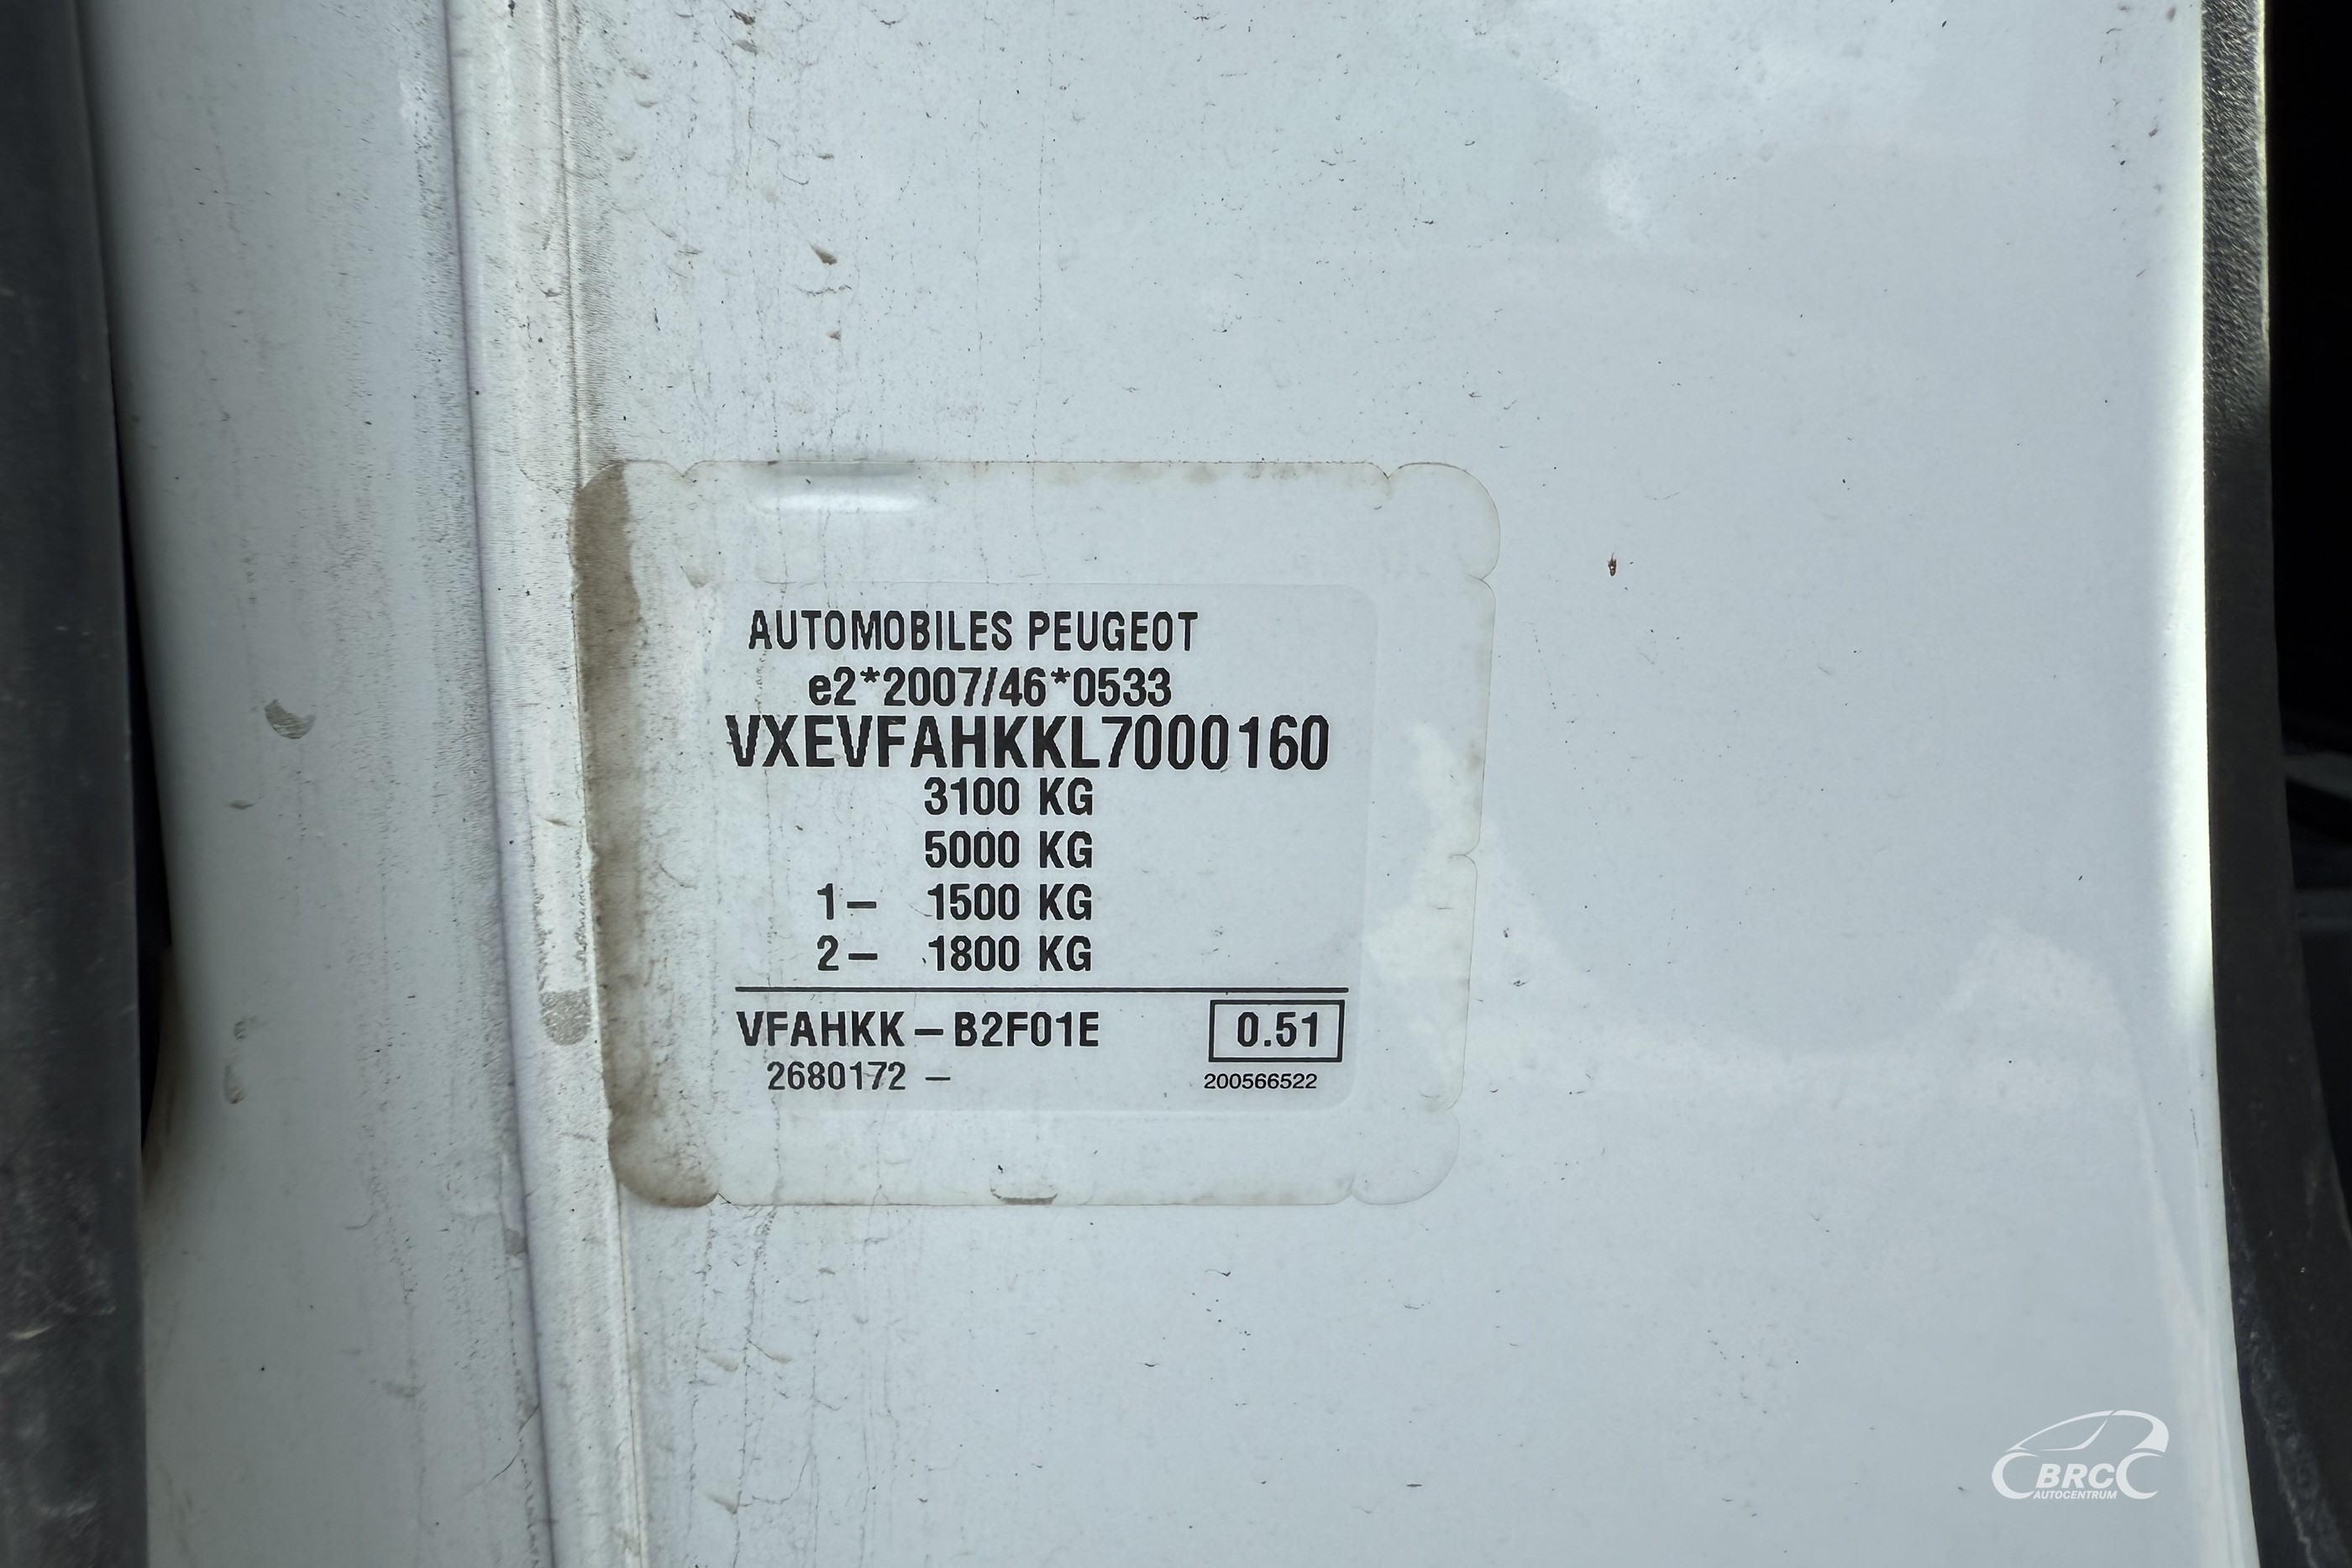 AUTOMOBILES PEUGEOT
e2*2007/46*0533
VXEVFAHKKL7000160
3100 KG
5000 KG
1– 1500 KG
2– 1800 KG
VFAHKK – B2F01E 0.51
2680172 – 200566522
BRC
AUTOCENTRUM